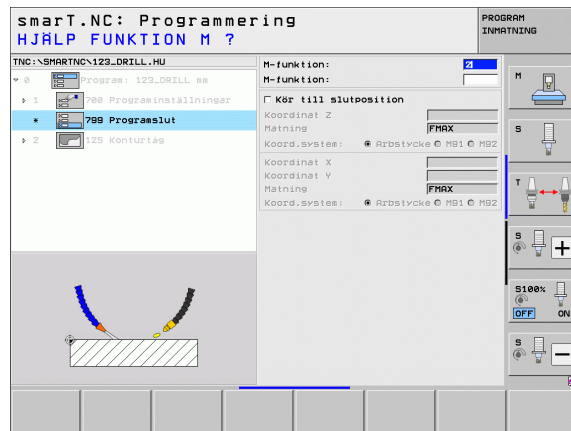 smarT.NC: Programmering
HJÄLP FUNKTION M ?
PROGRAM
INMATNING
TNC:\SMARTNC\123_DRILL.HU
0 Program: 123_DRILL mm
1 700 Programinställningar
* 799 Programslut
2 125 Konturtåg
M-funktion: 2
M-funktion:
Kör till slutposition
Koordinat Z
Matning FMAX
Koord.system: Arbstycke M91 M92
Koordinat X
Koordinat Y
Matning FMAX
Koord.system: Arbstycke M91 M92
M
S
T
S
+
S100%
OFF ON
S
-